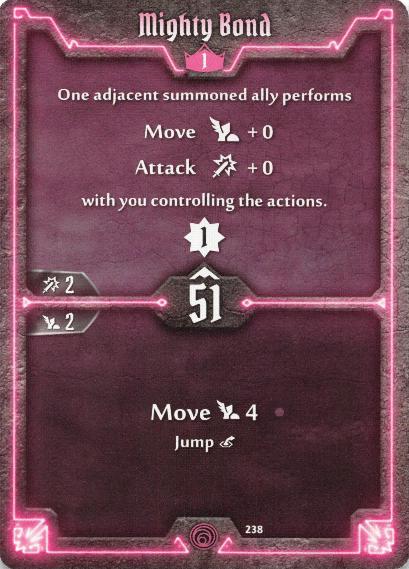 Mighty Bond
1
One adjacent summoned ally performs
Move + 0
Attack + 0
with you controlling the actions.
1
2
51
2
Move 4
Jump
238